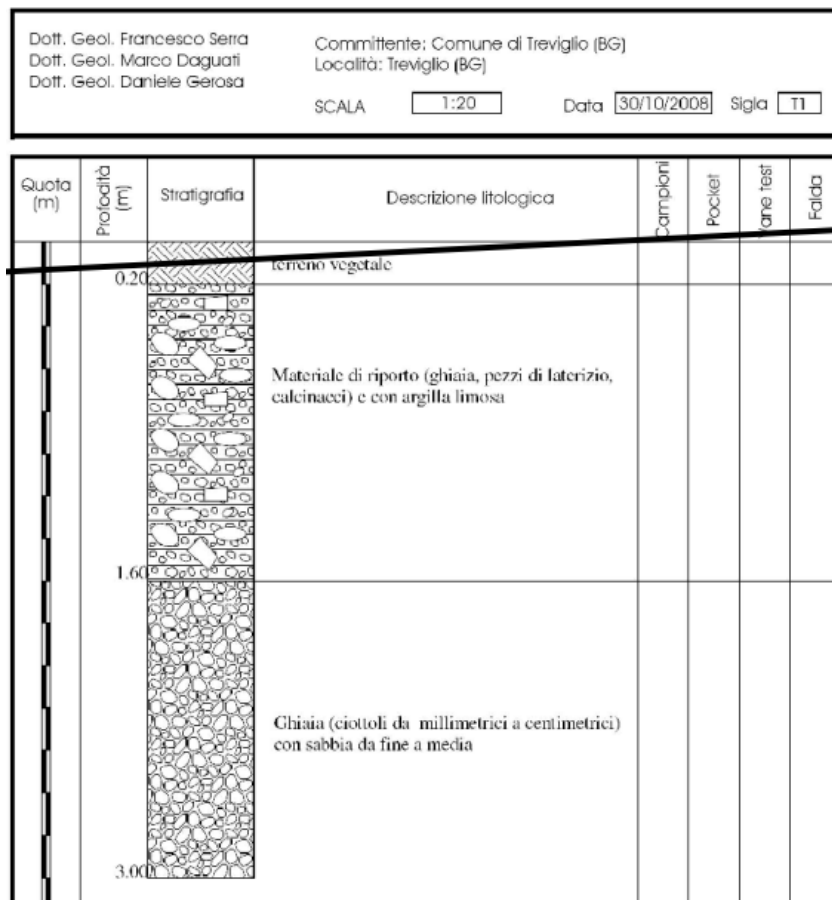 Dott. Geol. Francesco Serra
Dott. Geol. Marco Daguati
Dott. Geol. Daniele Gerosa
Committente: Comune di Treviglio (BG)
Località: Treviglio (BG)
SCALA 1:20 Data 30/10/2008 Sigla T1
Quota (m)
Profodità (m)
Stratigrafia
Descrizione litologica
Campioni
Pocket
Vane test
Falda
terreno vegetale
0.20
Materiale di riporto (ghiaia, pezzi di laterizio,
calcinacci) e con argilla limosa
1.60
Ghiaia (ciottoli da millimetrici a centimetrici)
con sabbia da fine a media
3.00